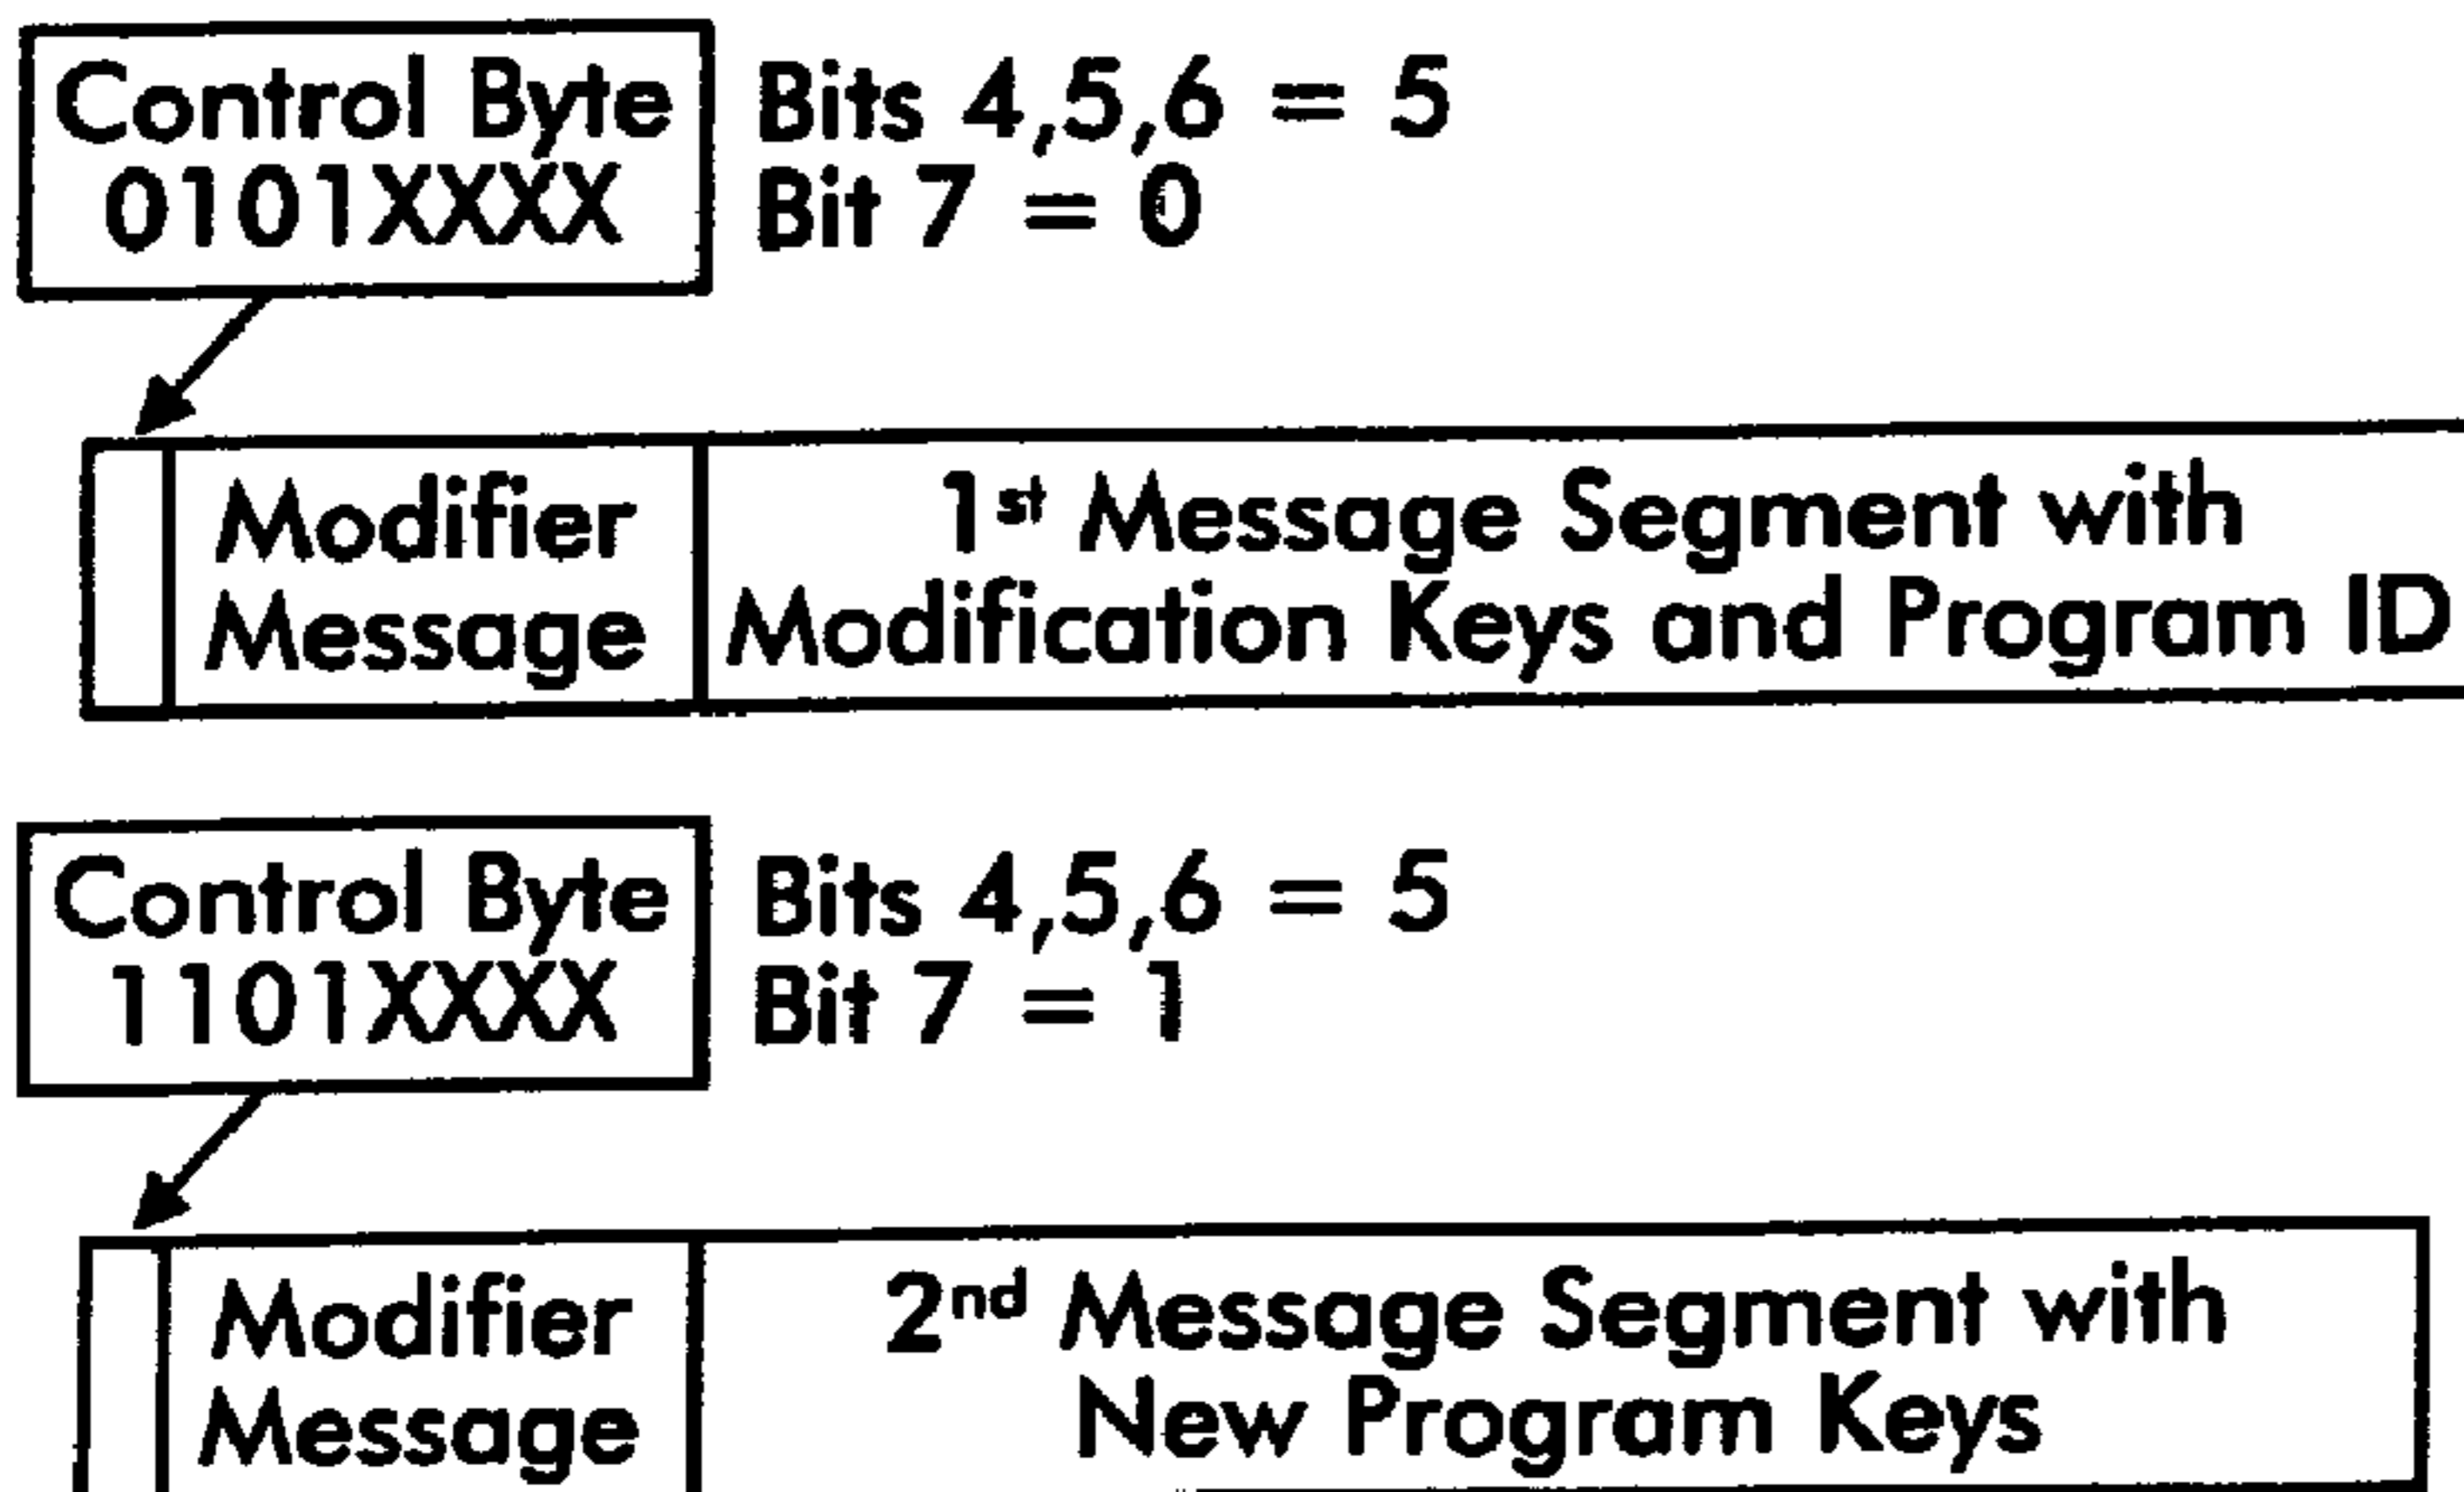 Control Byte
0101XXXX
Bits 4,5,6 = 5
Bit 7 = 0
Modifier
Message
1st Message Segment with
Modification Keys and Program ID
Control Byte
1101XXXX
Bits 4,5,6 = 5
Bit 7 = 1
Modifier
Message
2nd Message Segment with
New Program Keys